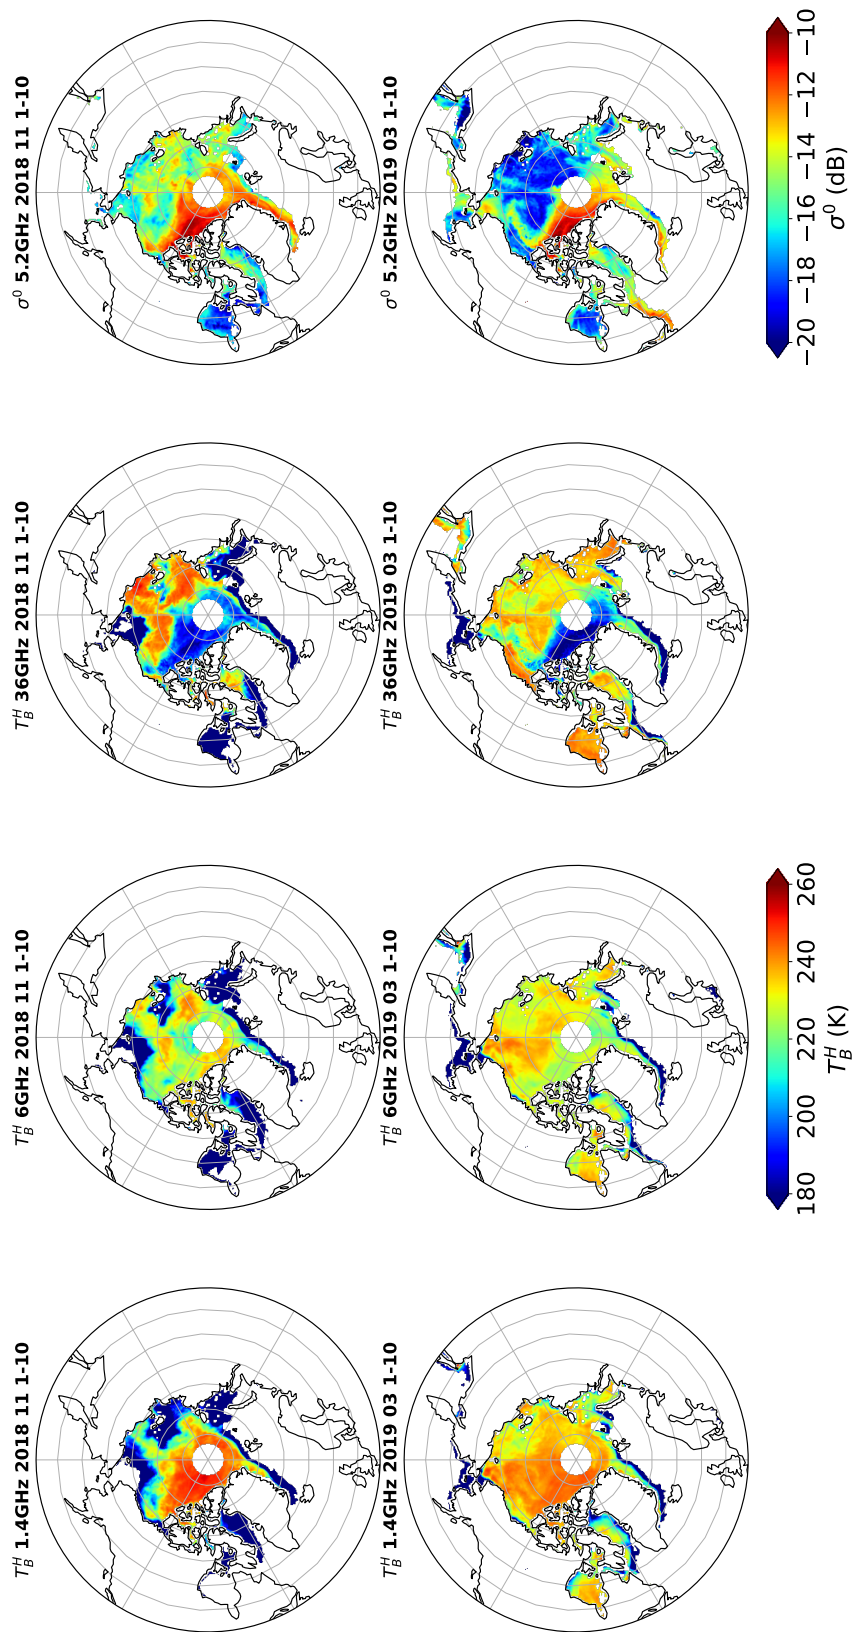 T_B^H 1.4GHz 2018 11 1-10
T_B^H 6GHz 2018 11 1-10
T_B^H 36GHz 2018 11 1-10
σ^0 5.2GHz 2018 11 1-10
T_B^H 1.4GHz 2019 03 1-10
T_B^H 6GHz 2019 03 1-10
T_B^H 36GHz 2019 03 1-10
σ^0 5.2GHz 2019 03 1-10
180 200 220 240 260
T_B^H (K)
−20 −18 −16 −14 −12 −10
σ^0 (dB)